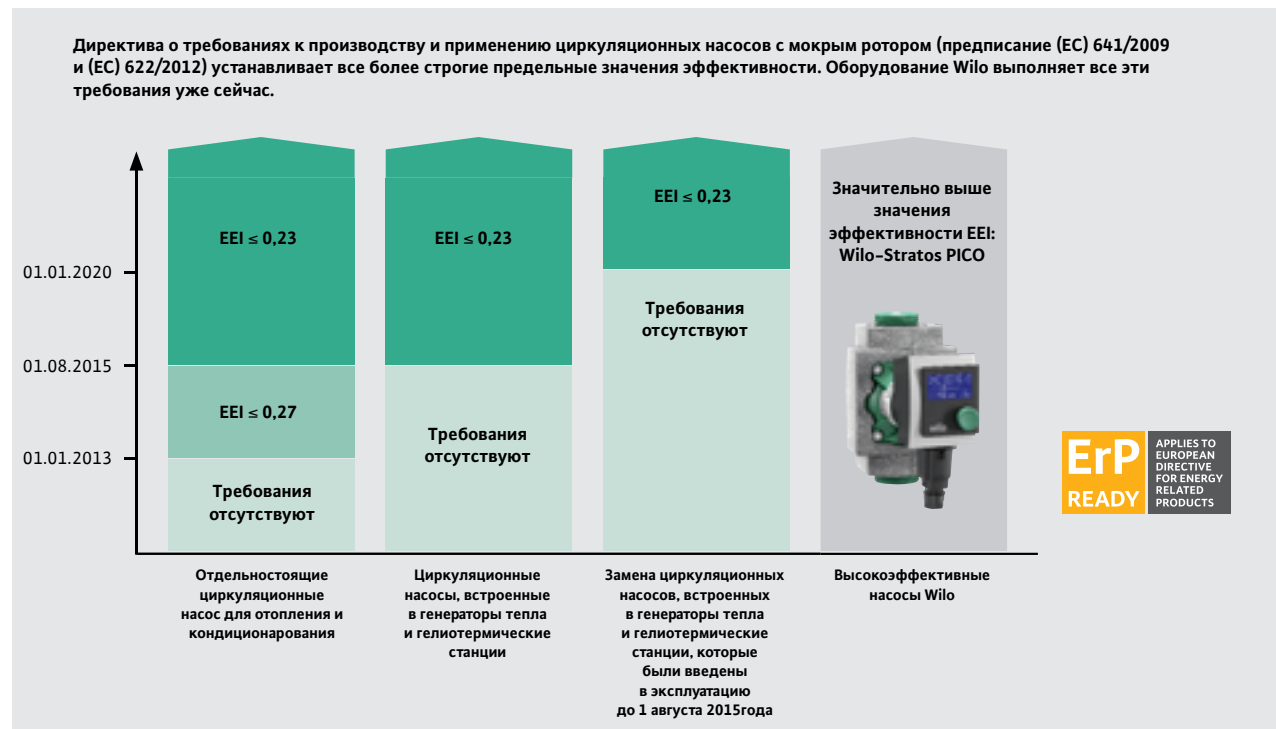 Директива о требованиях к производству и применению циркуляционных насосов с мокрым ротором (предписание (ЕС) 641/2009
и (ЕС) 622/2012) устанавливает все более строгие предельные значения эффективности. Оборудование Wilo выполняет все эти
требования уже сейчас.
01.01.2020
01.08.2015
01.01.2013
EEI ≤ 0,23
EEI ≤ 0,27
Требования
отсутствуют
EEI ≤ 0,23
Требования
отсутствуют
EEI ≤ 0,23
Требования
отсутствуют
Значительно выше
значения
эффективности EEI:
Wilo-Stratos PICO
ErP
READY
APPLIES TO
EUROPEAN
DIRECTIVE
FOR ENERGY
RELATED
PRODUCTS
Отдельностоящие
циркуляционные
насос для отопления и
кондиционарования
Циркуляционные
насосы, встроенные
в генераторы тепла
и гелиотермические
станции
Замена циркуляционных
насосов, встроенных
в генераторы тепла
и гелиотермические
станции, которые
были введены
в эксплуатацию
до 1 августа 2015года
Высокоэффективные
насосы Wilo